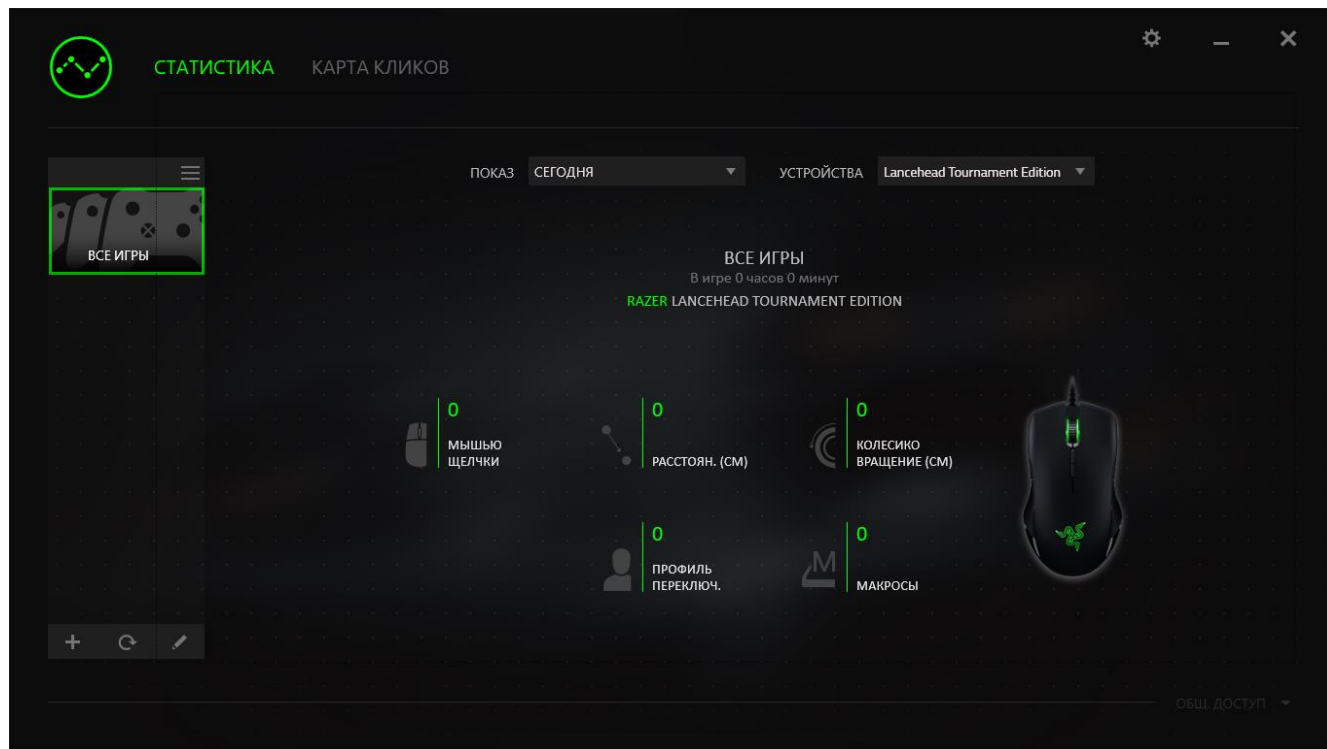 СТАТИСТИКА КАРТА КЛИКОВ
ПОКАЗ СЕГОДНЯ УСТРОЙСТВА Lancehead Tournament Edition
ВСЕ ИГРЫ
ВСЕ ИГРЫ
В игре 0 часов 0 минут
RAZER LANCEHEAD TOURNAMENT EDITION
0
МЫШЬЮ
ЩЕЛЧКИ
0
РАССТОЯН. (СМ)
0
КОЛЕСИКО
ВРАЩЕНИЕ (СМ)
0
ПРОФИЛЬ
ПЕРЕКЛЮЧ.
M
0
МАКРОСЫ
ОБЩ. ДОСТУП